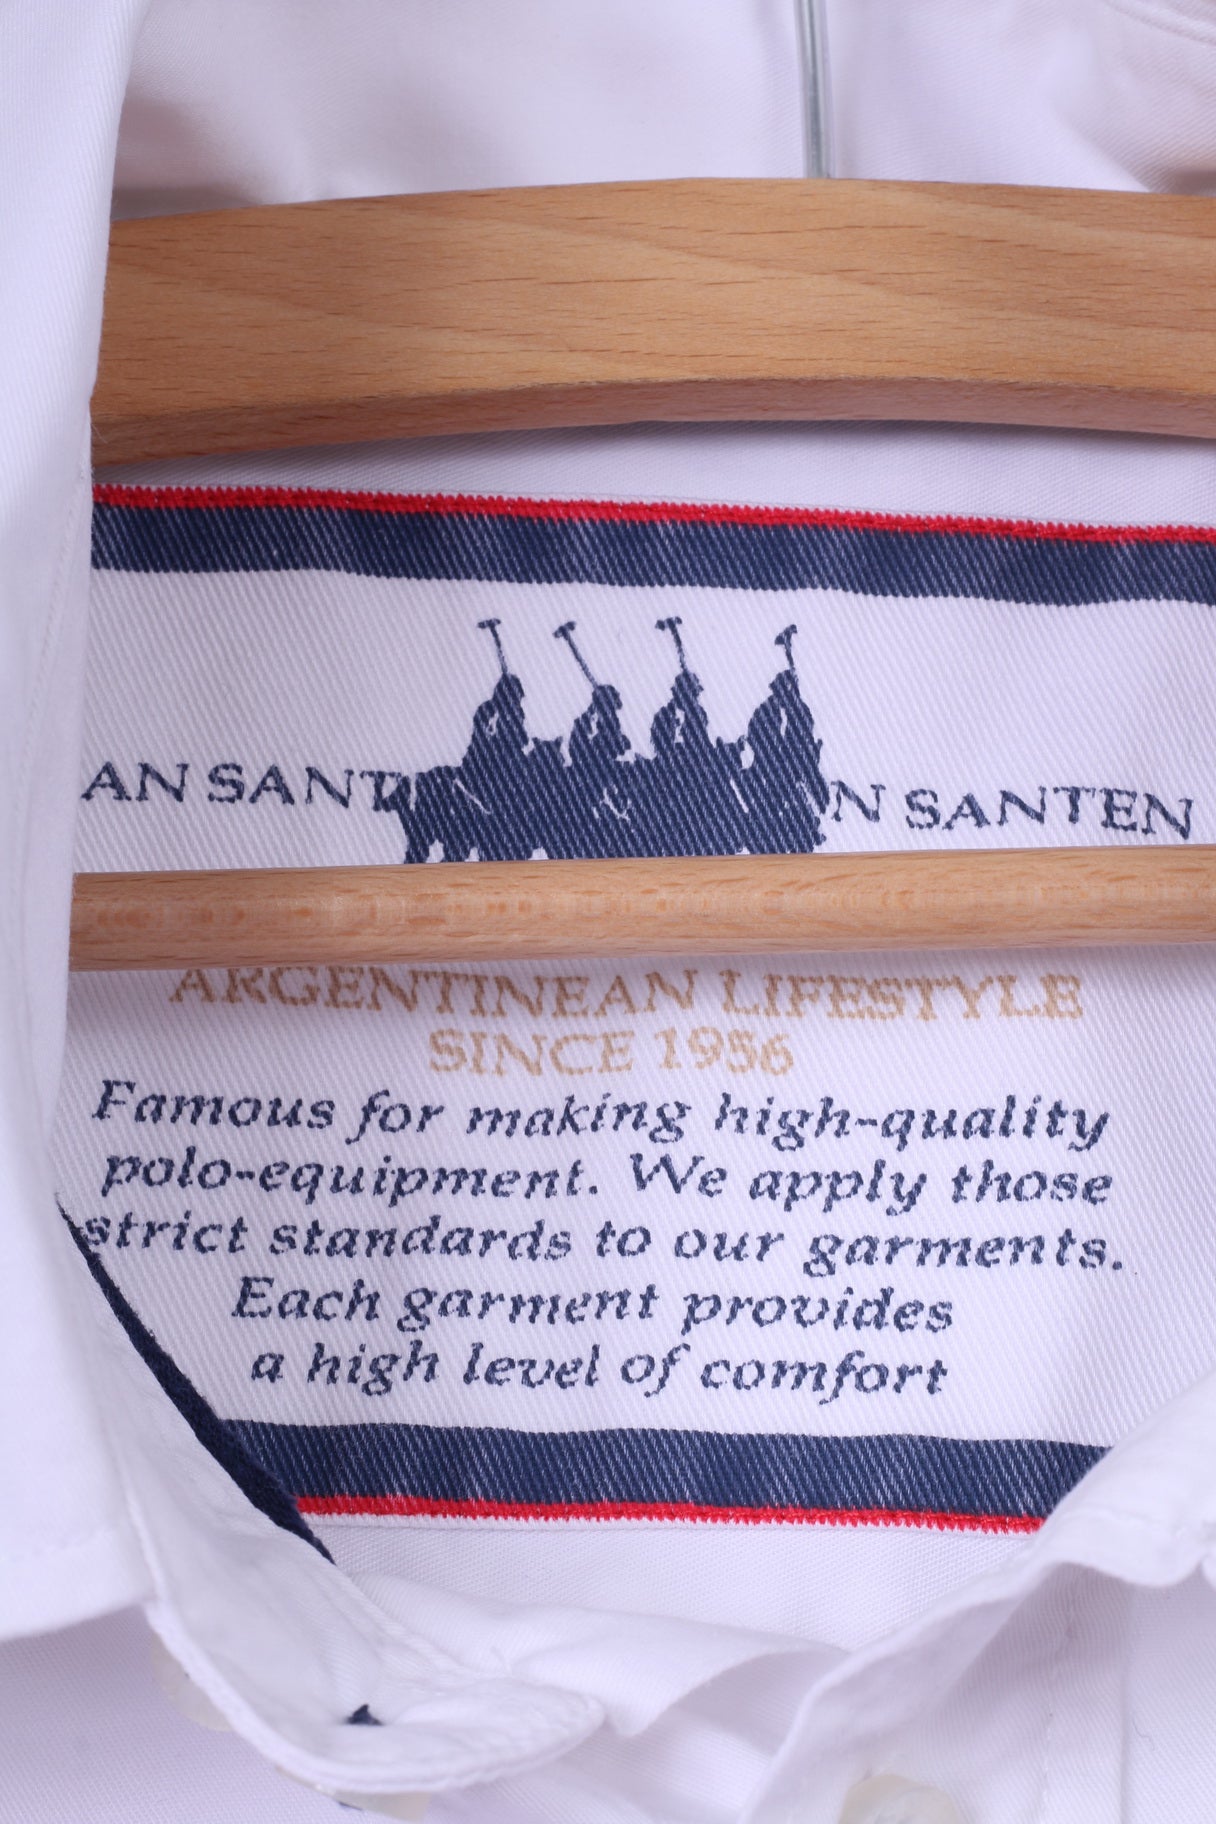 AN SANT N SANTEN
ARGENTINEAN LIFESTYLE
SINCE 1956
Famous for making high-quality
polo-equipment. We apply those
strict standards to our garments.
Each garment provides
a high level of comfort